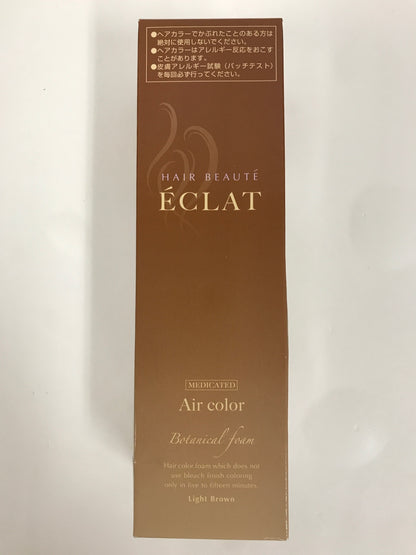 ●ヘアカラーでかぶれたことのある方は
絶対に使用しないでください。
●ヘアカラーはアレルギー反応をおこす
ことがあります。
●皮膚アレルギー試験（パッチテスト）
を毎回必ず行ってください。
HAIR BEAUTÉ
ÉCLAT
MEDICATED
Air color
Botanical foam
Hair color foam which does not
use bleach finish coloring
only in five to fifteen minutes.
Light Brown